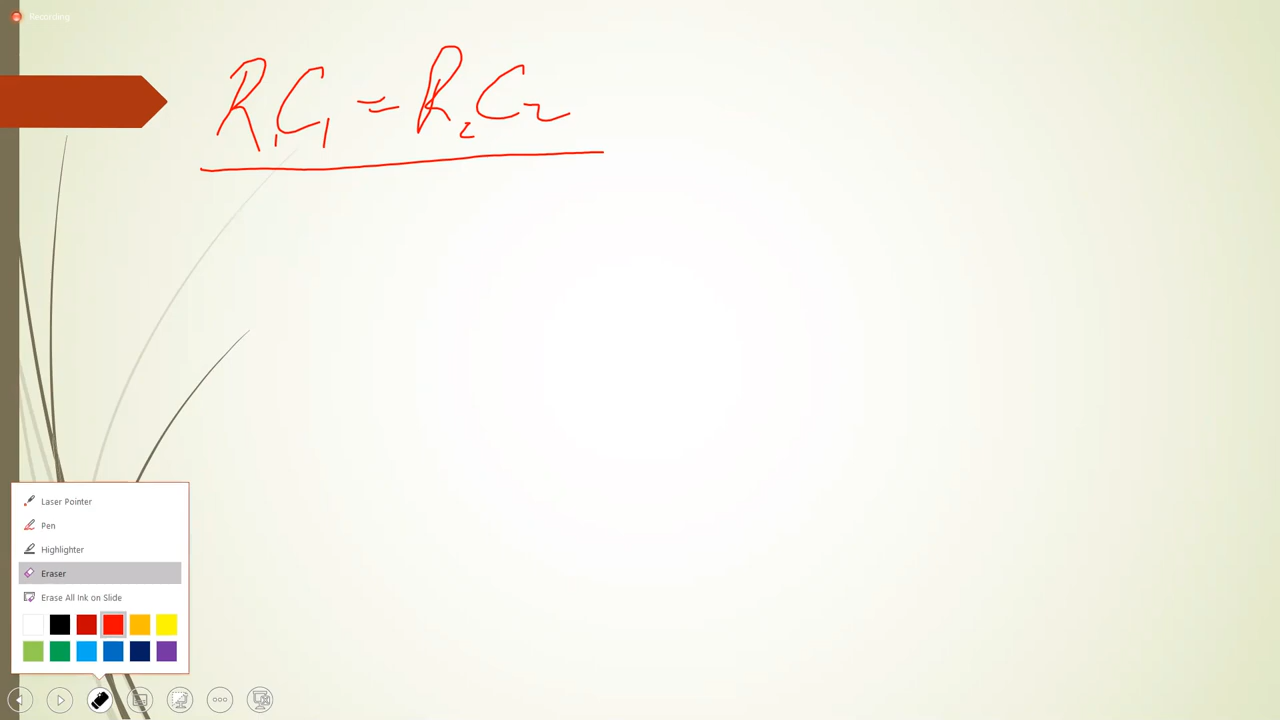 Recording
R₁C₁ = R₂C₂
Laser Pointer
Pen
Highlighter
Eraser
Erase All Ink on Slide